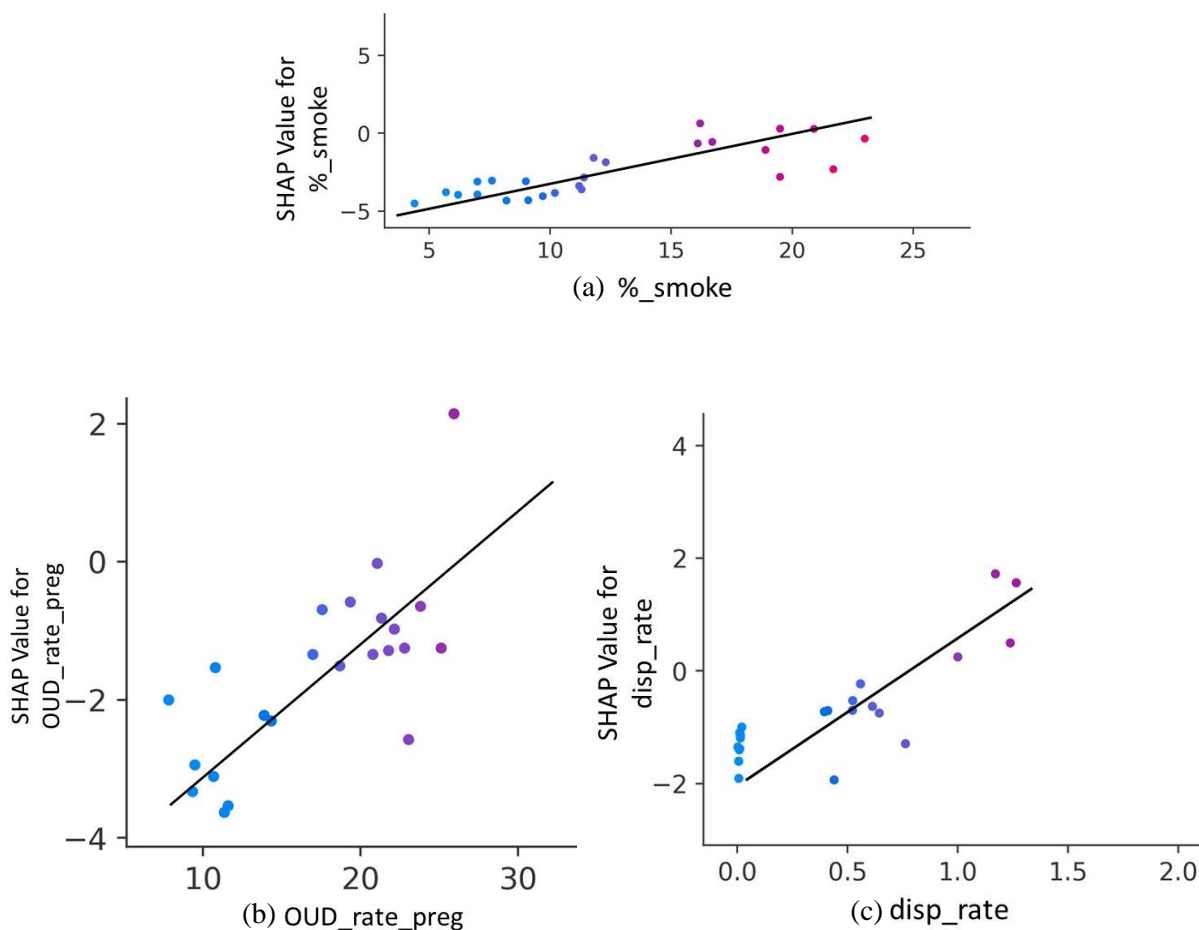 SHAP Value for
%_smoke
5
0
−5
5 10 15 20 25
(a) %_smoke
SHAP Value for
OUD_rate_preg
2
0
−2
−4
10 20 30
(b) OUD_rate_preg
SHAP Value for
disp_rate
4
2
0
−2
0.0 0.5 1.0 1.5 2.0
(c) disp_rate